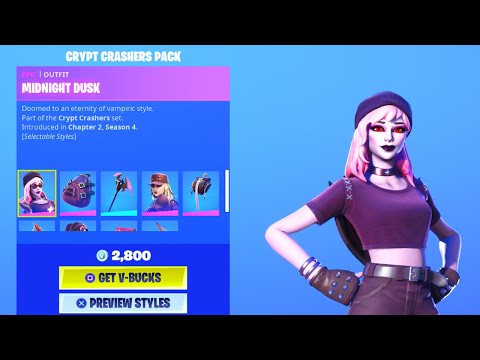 CRYPT CRASHERS PACK
EPIC | OUTFIT
MIDNIGHT DUSK
Doomed to an eternity of vampiric style.
Part of the Crypt Crashers set.
Introduced in Chapter 2, Season 4.
[Selectable Styles]
2,800
GET V-BUCKS
PREVIEW STYLES